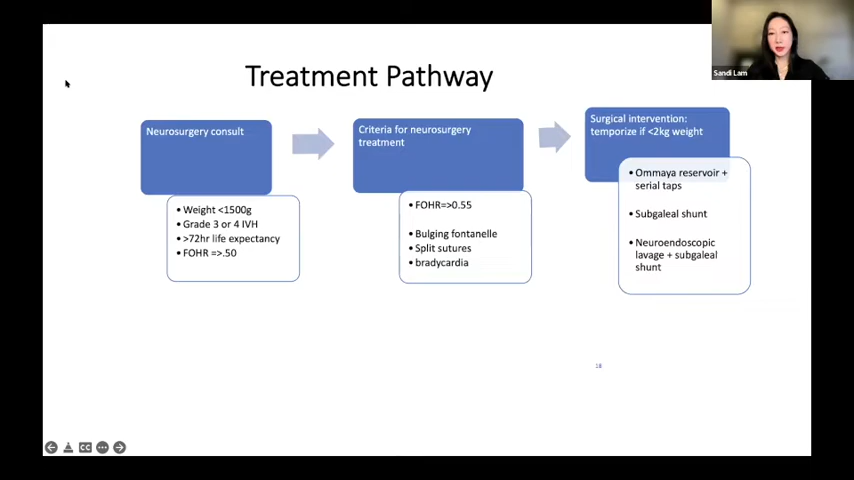 Sandi Lam
Treatment Pathway
Neurosurgery consult
• Weight <1500g
• Grade 3 or 4 IVH
• >72hr life expectancy
• FOHR =>.50
Criteria for neurosurgery
treatment
• FOHR=>0.55
Bulging fontanelle
• Split sutures
• bradycardia
Surgical intervention:
temporize if <2kg weight
• Ommaya reservoir +
serial taps
• Subgaleal shunt
• Neuroendoscopic
lavage + subgaleal
shunt
18
CC